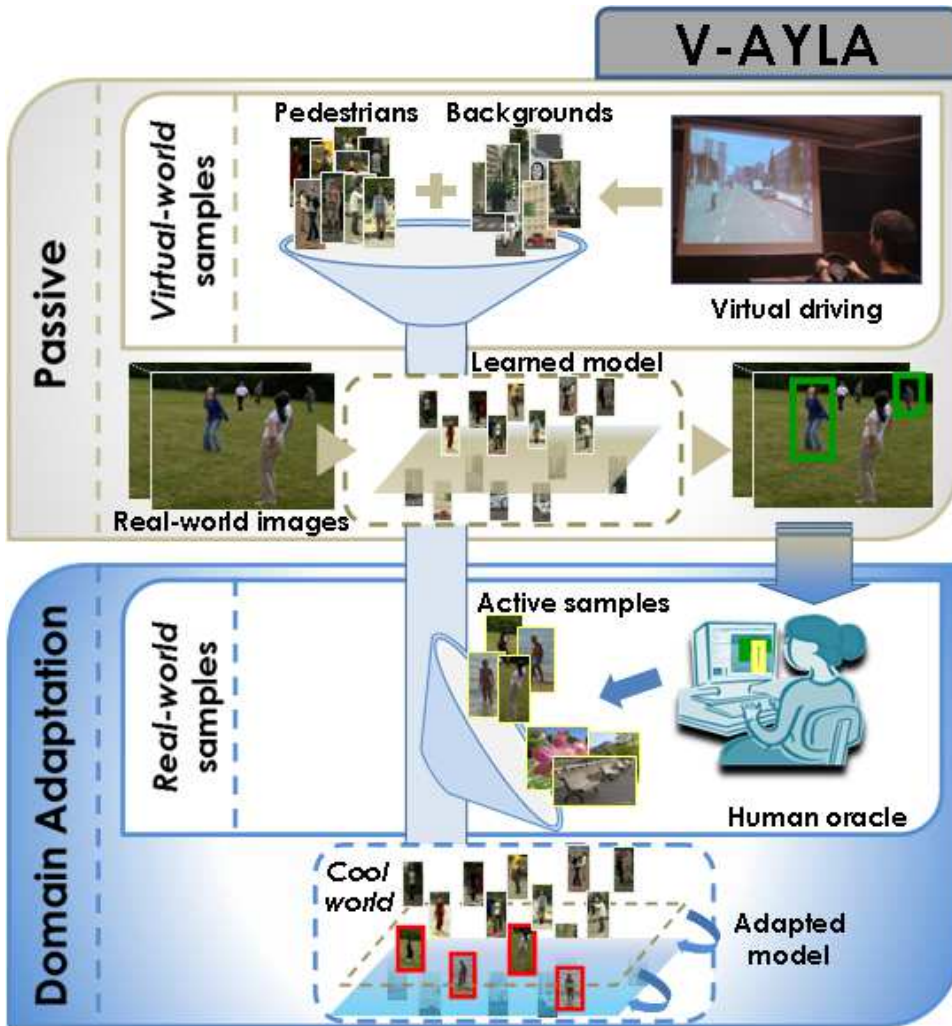 V-AYLA
Passive
Virtual-world
samples
Pedestrians
Backgrounds
Virtual driving
Learned model
Real-world images
Domain Adaptation
Real-world
samples
Active samples
Human oracle
Cool
world
Adapted
model